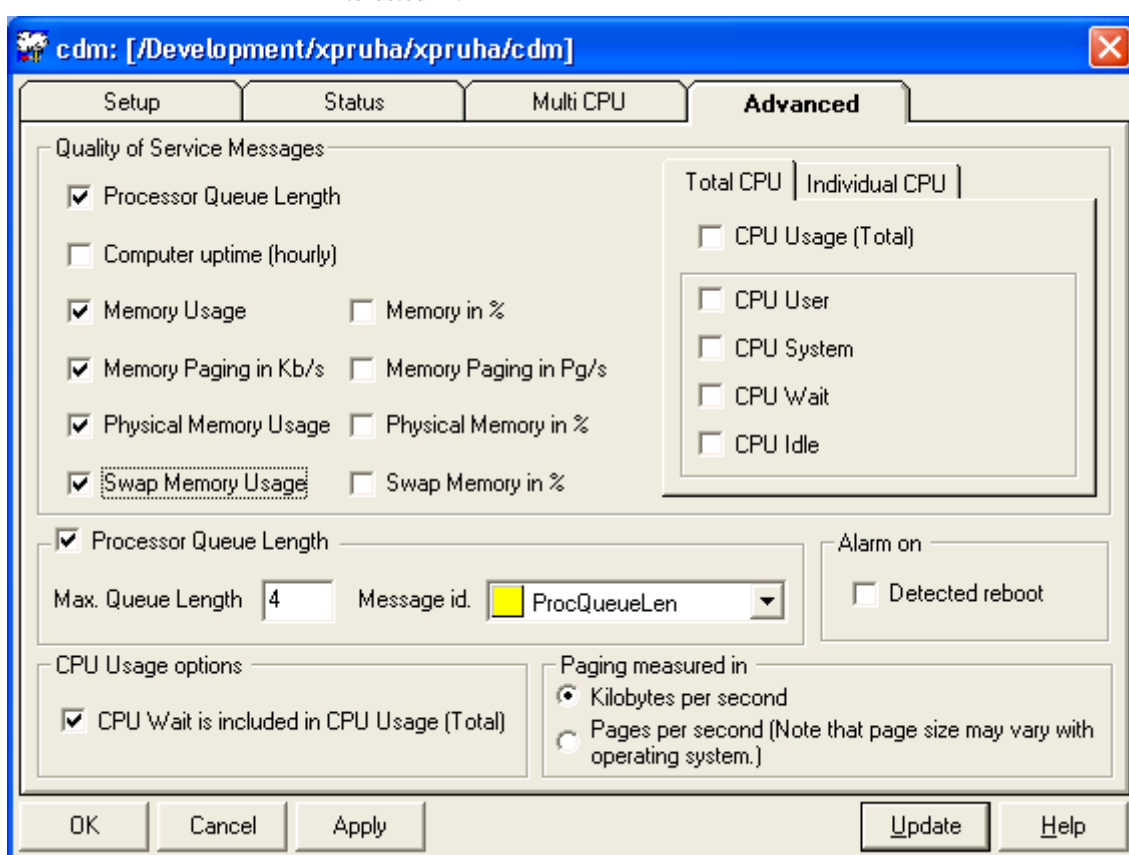 cdm: [/Development/xpruha/xpruha/cdm]
Setup Status Multi CPU Advanced
Quality of Service Messages
Processor Queue Length
Computer uptime (hourly)
Memory Usage Memory in %
Memory Paging in Kb/s Memory Paging in Pg/s
Physical Memory Usage Physical Memory in %
Swap Memory Usage Swap Memory in %
Total CPU Individual CPU
CPU Usage (Total)
CPU User
CPU System
CPU Wait
CPU Idle
Processor Queue Length
Max. Queue Length 4 Message id. ProcQueueLen
Alarm on
Detected reboot
CPU Usage options
CPU Wait is included in CPU Usage (Total)
Paging measured in
Kilobytes per second
Pages per second (Note that page size may vary with
operating system.)
OK Cancel Apply Update Help